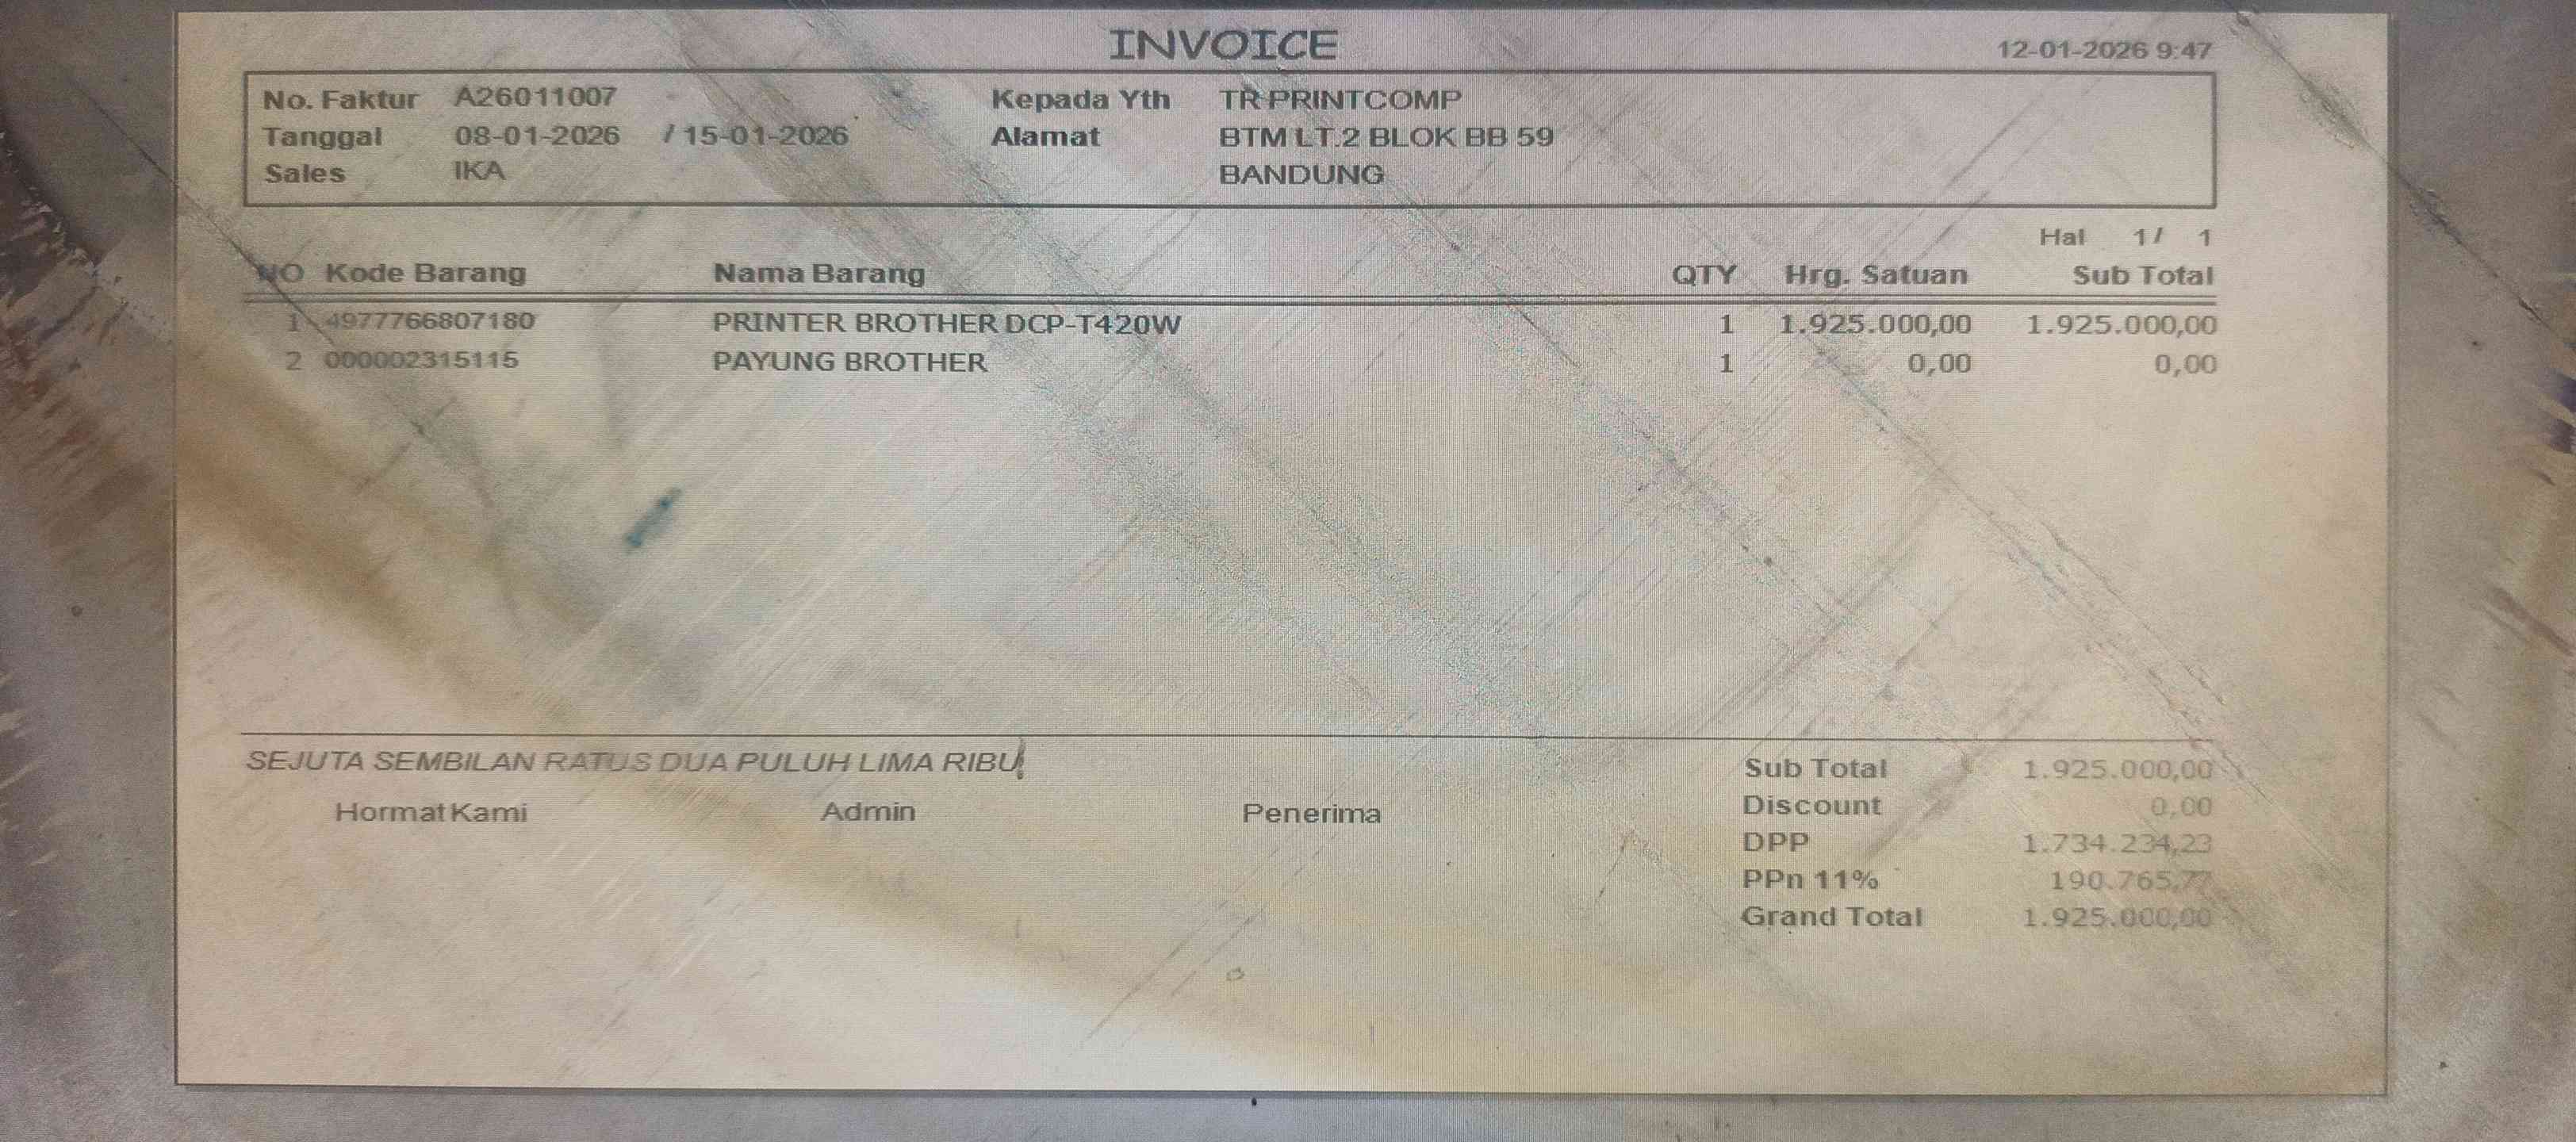 INVOICE
12-01-2026 9:47
No. Faktur A26011007 Kepada Yth TR PRINTCOMP
Tanggal 08-01-2026 / 15-01-2026 Alamat BTM LT.2 BLOK BB 59
Sales IKA BANDUNG
Hal 1/ 1
NO Kode Barang Nama Barang QTY Hrg. Satuan Sub Total
1 4977766807180 PRINTER BROTHER DCP-T420W 1 1.925.000,00 1.925.000,00
2 000002315115 PAYUNG BROTHER 1 0,00 0,00
SEJUTA SEMBILAN RATUS DUA PULUH LIMA RIBU
Hormat Kami Admin Penerima
Sub Total 1.925.000,00
Discount 0,00
DPP 1.734.234,23
PPn 11% 190.765,77
Grand Total 1.925.000,00